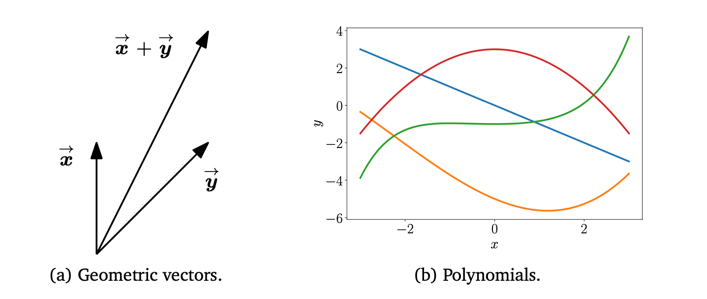 x⃗ + y⃗
x⃗
y⃗
(a) Geometric vectors.
4
2
0
−2
−4
−6
y
−2 0 2
x
(b) Polynomials.